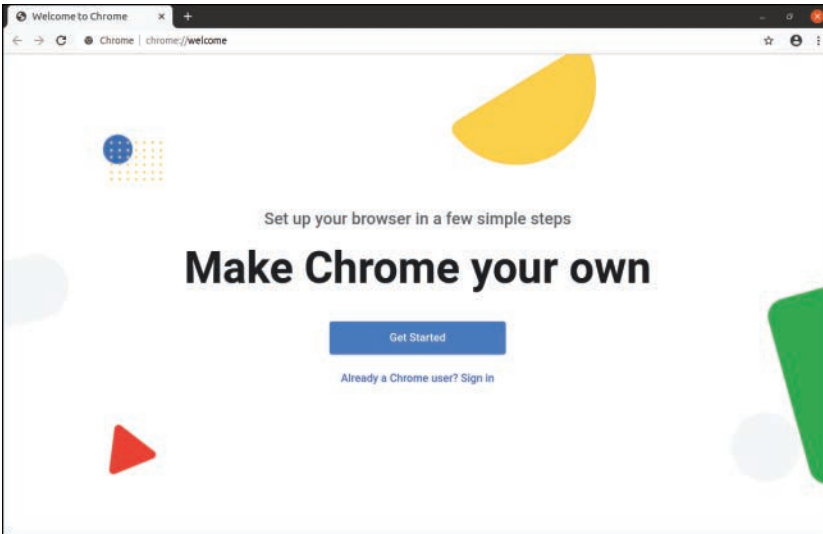 Welcome to Chrome
Chrome | chrome://welcome
Set up your browser in a few simple steps
Make Chrome your own
Get Started
Already a Chrome user? Sign in